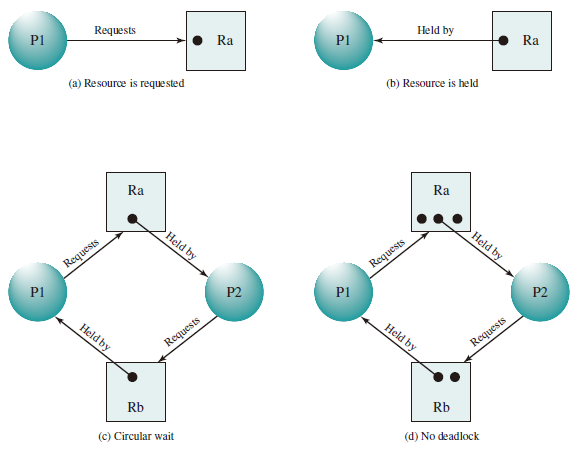 Requests
P1
Ra
(a) Resource is requested
Held by
P1
Ra
(b) Resource is held
Ra
Requests
Held by
P1
P2
Held by
Requests
Rb
(c) Circular wait
Ra
Requests
Held by
P1
P2
Held by
Requests
Rb
(d) No deadlock